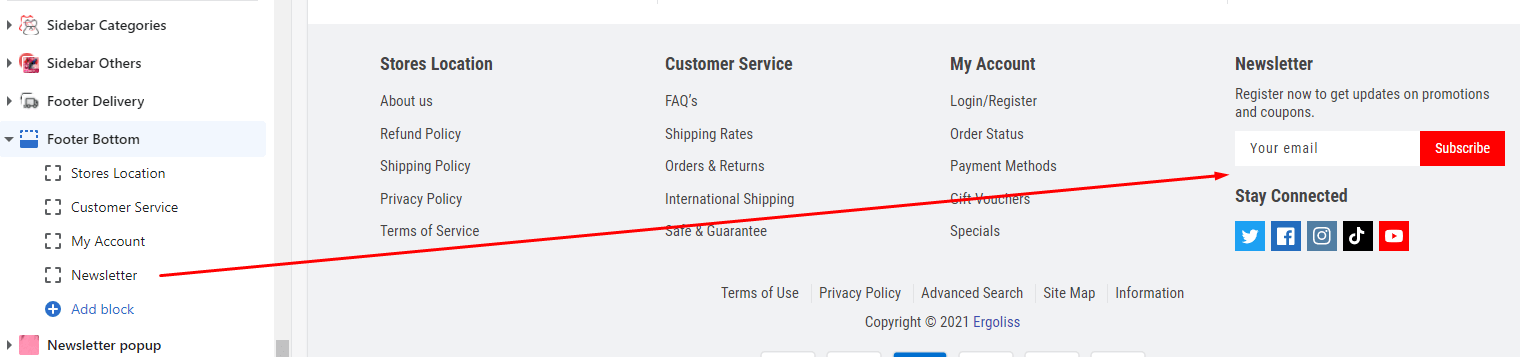 Sidebar Categories
Sidebar Others
Footer Delivery
Footer Bottom
Stores Location
Customer Service
My Account
Newsletter
Add block
Newsletter popup
Stores Location
About us
Refund Policy
Shipping Policy
Privacy Policy
Terms of Service
Customer Service
FAQ’s
Shipping Rates
Orders & Returns
International Shipping
Safe & Guarantee
My Account
Login/Register
Order Status
Payment Methods
Gift Vouchers
Specials
Newsletter
Register now to get updates on promotions
and coupons.
Your email Subscribe
Stay Connected
Terms of Use Privacy Policy Advanced Search Site Map Information
Copyright © 2021 Ergoliss